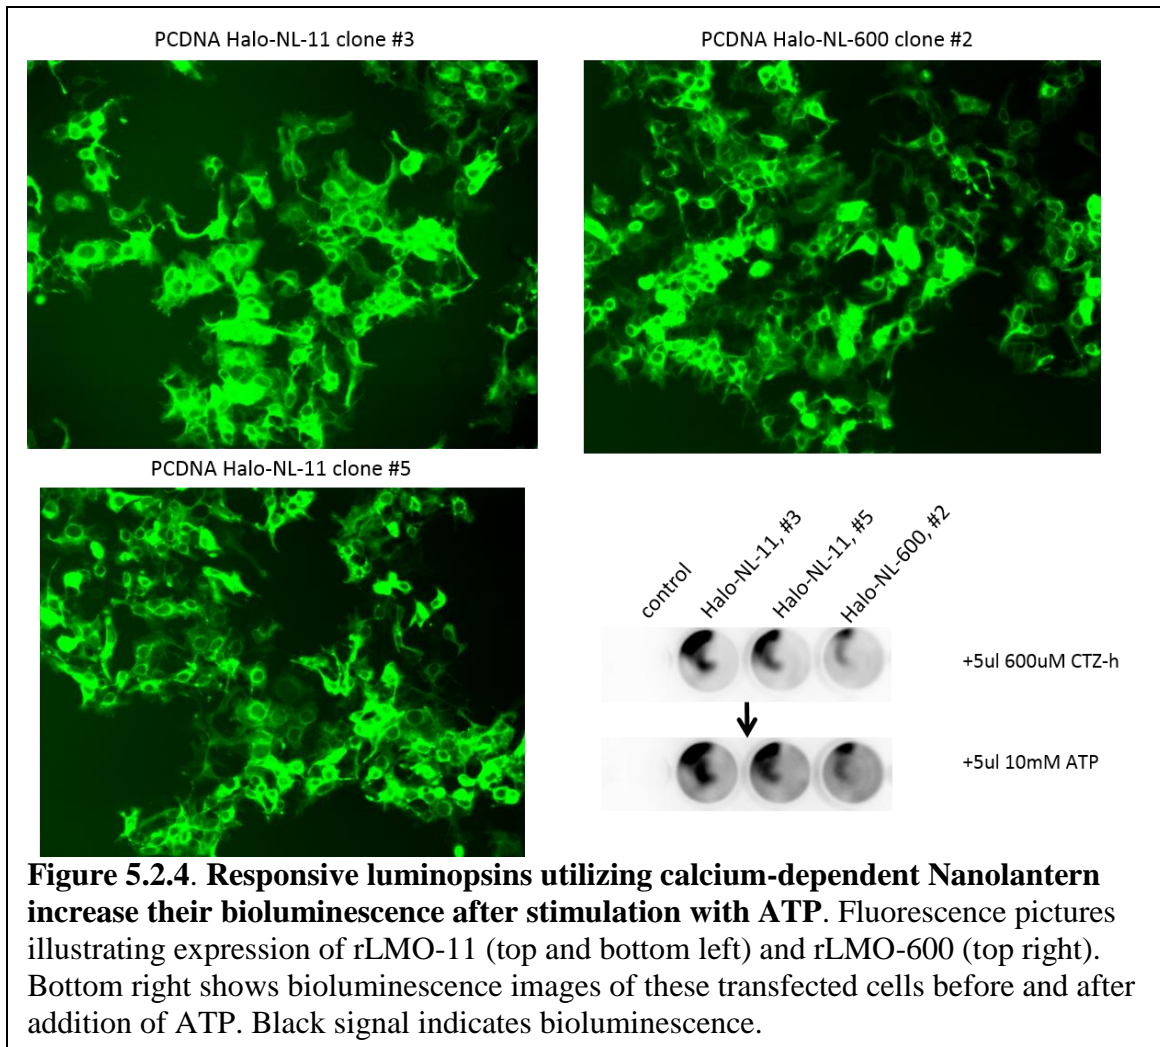 PCDNA Halo-NL-11 clone #3
PCDNA Halo-NL-600 clone #2
PCDNA Halo-NL-11 clone #5
control
Halo-NL-11, #3
Halo-NL-11, #5
Halo-NL-600, #2
+5ul 600uM CTZ-h
+5ul 10mM ATP
Figure 5.2.4. Responsive luminopsins utilizing calcium-dependent Nanolantern
increase their bioluminescence after stimulation with ATP. Fluorescence pictures
illustrating expression of rLMO-11 (top and bottom left) and rLMO-600 (top right).
Bottom right shows bioluminescence images of these transfected cells before and after
addition of ATP. Black signal indicates bioluminescence.